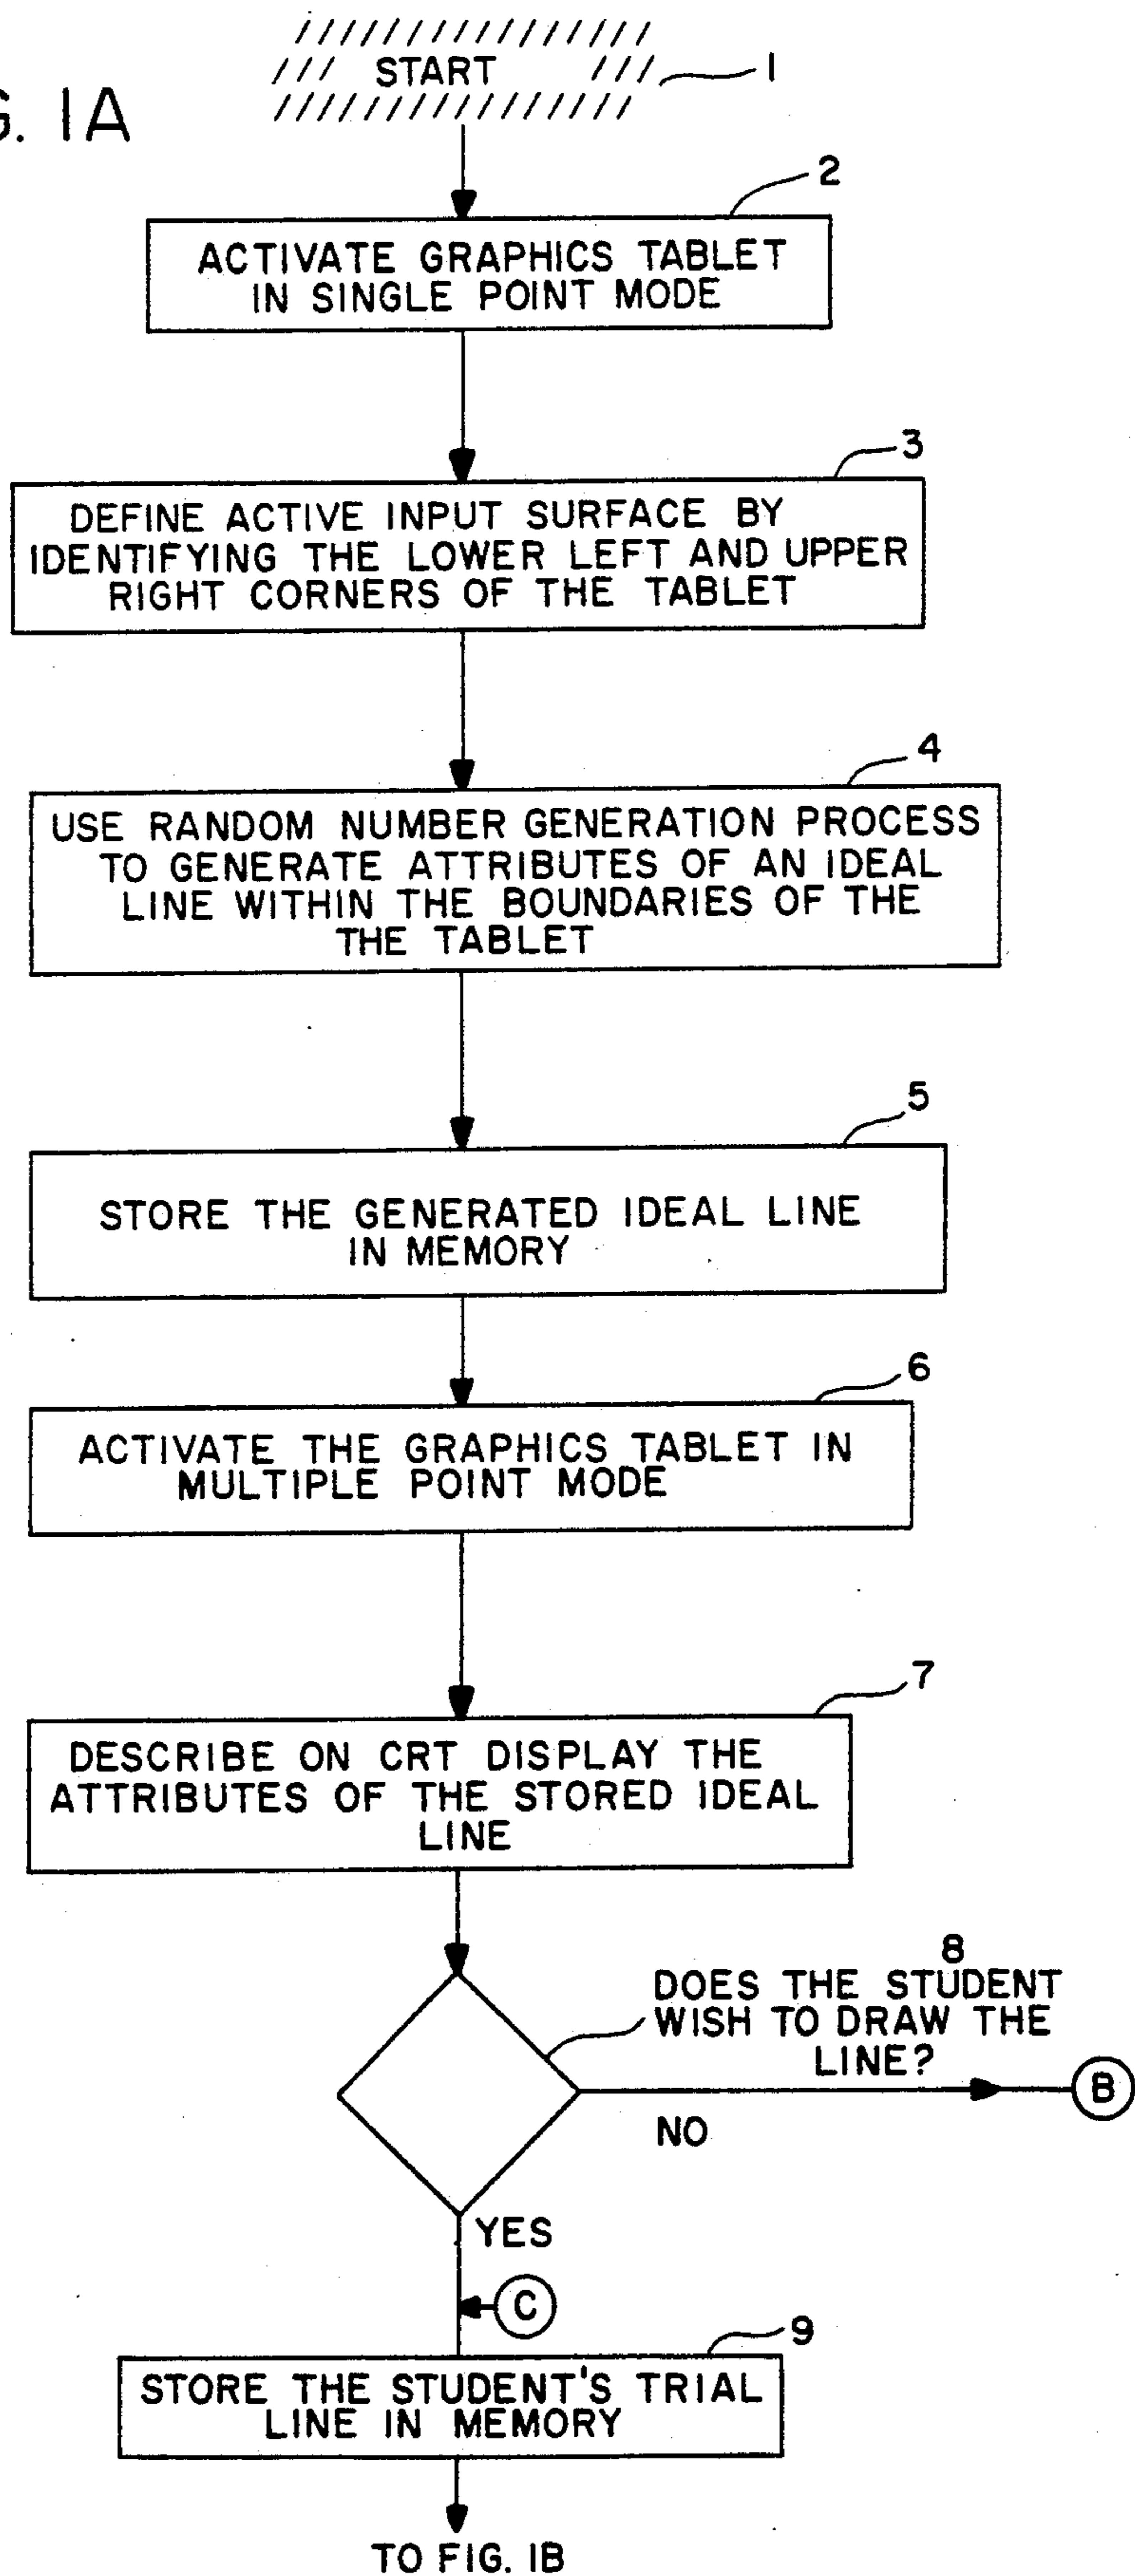 G. 1A
START
1
2
ACTIVATE GRAPHICS TABLET
IN SINGLE POINT MODE
3
DEFINE ACTIVE INPUT SURFACE BY
IDENTIFYING THE LOWER LEFT AND UPPER
RIGHT CORNERS OF THE TABLET
4
USE RANDOM NUMBER GENERATION PROCESS
TO GENERATE ATTRIBUTES OF AN IDEAL
LINE WITHIN THE BOUNDARIES OF THE
THE TABLET
5
STORE THE GENERATED IDEAL LINE
IN MEMORY
6
ACTIVATE THE GRAPHICS TABLET IN
MULTIPLE POINT MODE
7
DESCRIBE ON CRT DISPLAY THE
ATTRIBUTES OF THE STORED IDEAL
LINE
8
DOES THE STUDENT
WISH TO DRAW THE
LINE?
B
NO
YES
C
9
STORE THE STUDENT'S TRIAL
LINE IN MEMORY
TO FIG. 1B